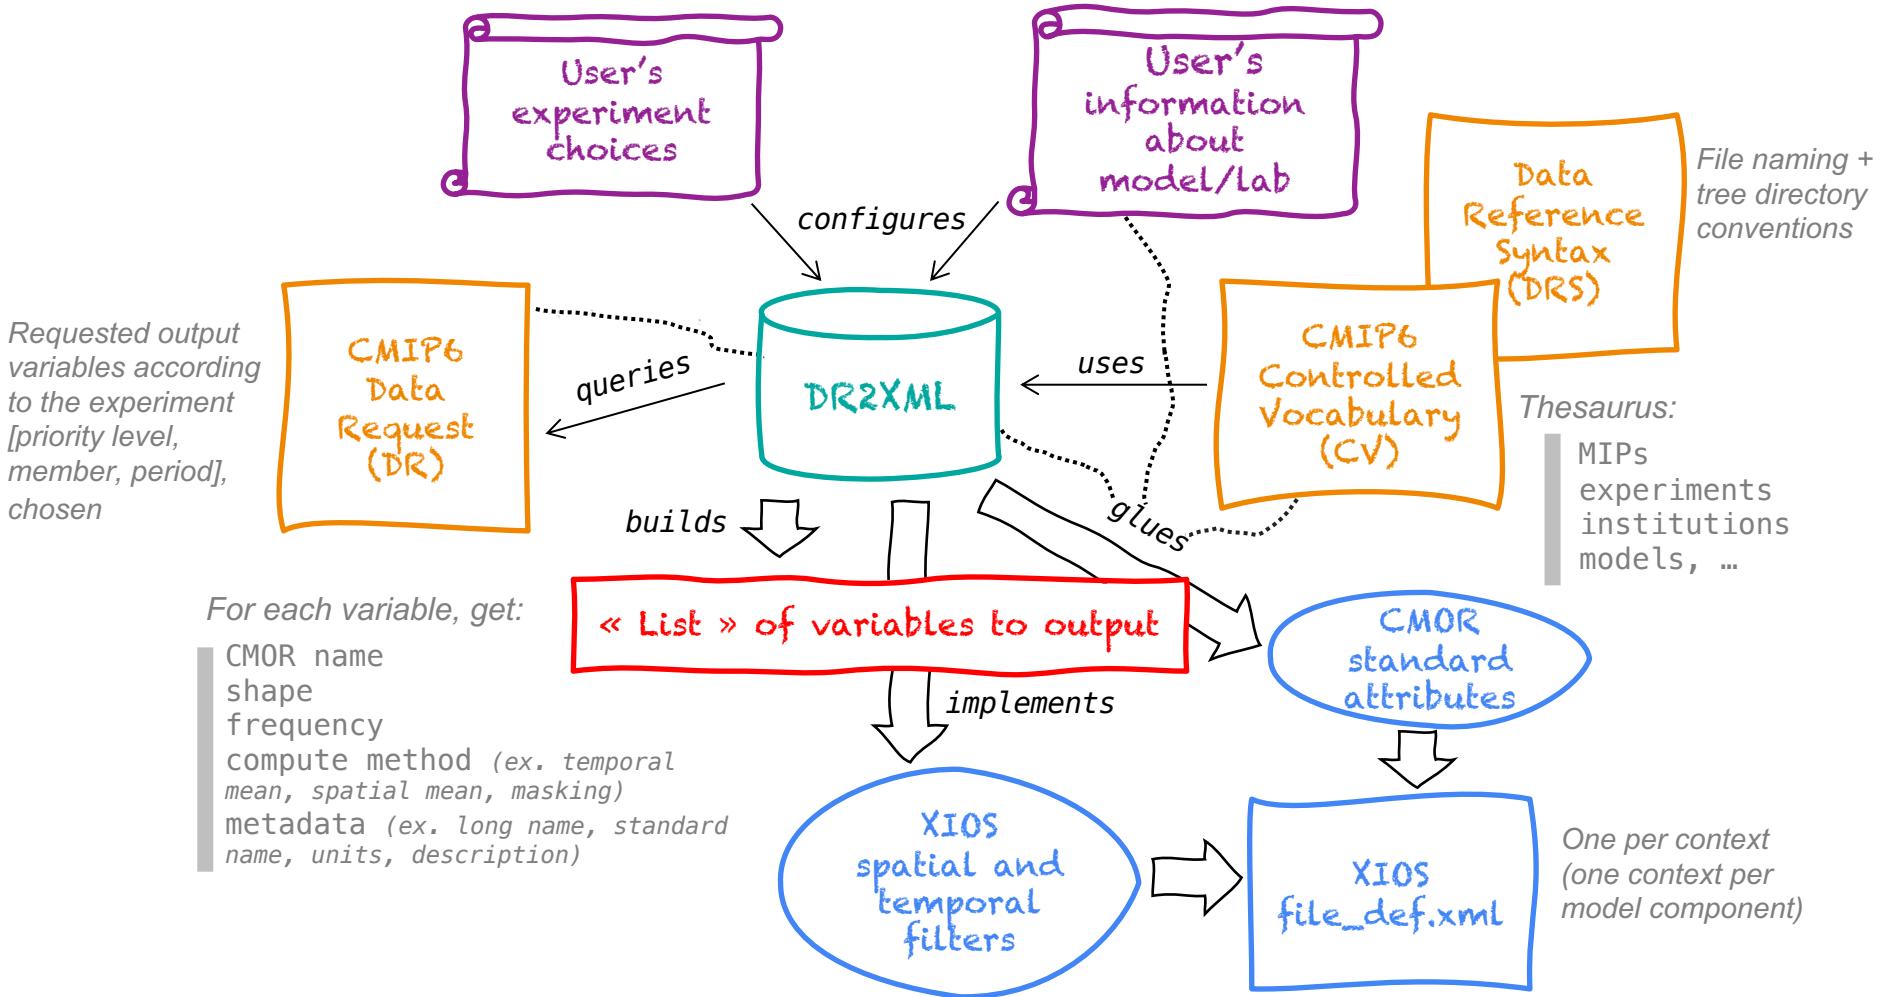 User's
experiment
choices
User's
information
about
model/lab
configures
Data
Reference
Syntax
(DRS)
File naming +
tree directory
conventions
Requested output
variables according
to the experiment
[priority level,
member, period],
chosen
CMIP6
Data
Request
(DR)
queries
DR2XML
uses
CMIP6
Controlled
Vocabulary
(CV)
Thesaurus:
MIPs
experiments
institutions
models, …
builds
glues
« List » of variables to output
For each variable, get:
CMOR name
shape
frequency
compute method (ex. temporal
mean, spatial mean, masking)
metadata (ex. long name, standard
name, units, description)
implements
CMOR
standard
attributes
XIOS
spatial and
temporal
filters
XIOS
file_def.xml
One per context
(one context per
model component)